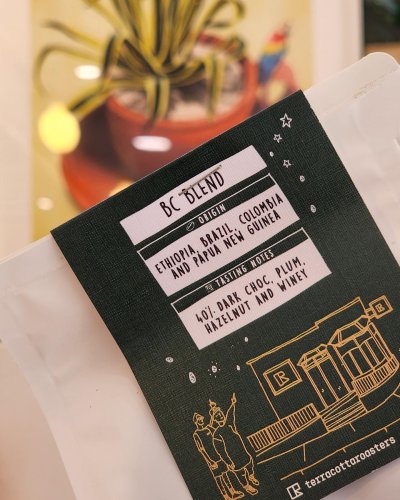 BC BLEND
ORIGIN
ETHIOPIA, BRAZIL, COLOMBIA
AND PAPUA NEW GUINEA
TASTING NOTES
40% DARK CHOC, PLUM,
HAZELNUT AND WINEY
R
R terracottaroasters